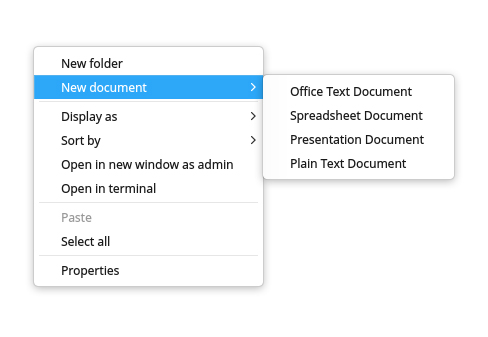 New folder
New document
Display as
Sort by
Open in new window as admin
Open in terminal
Paste
Select all
Properties
Office Text Document
Spreadsheet Document
Presentation Document
Plain Text Document